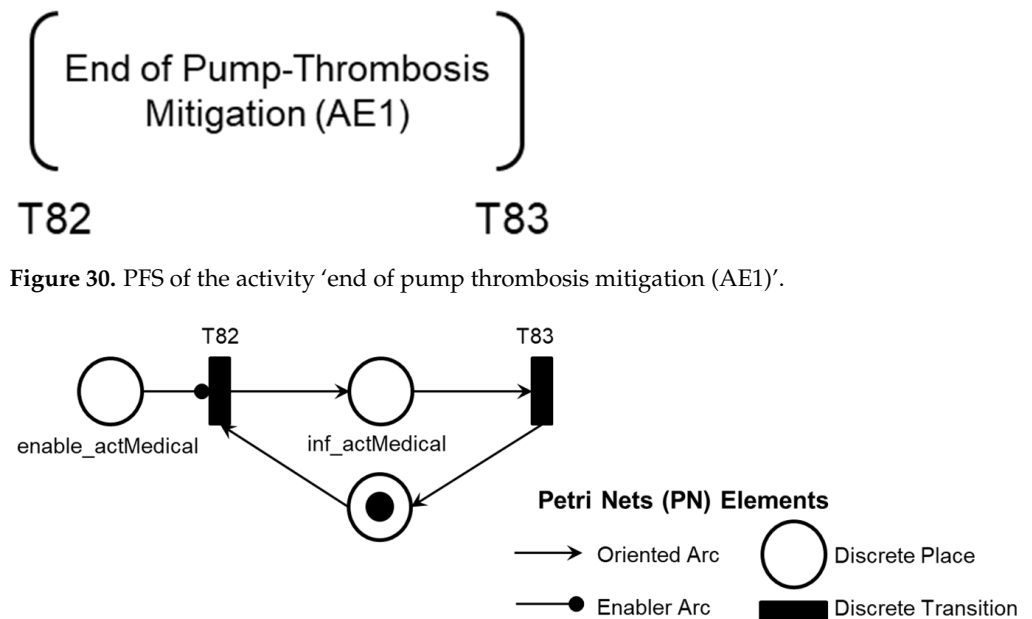 End of Pump-Thrombosis
Mitigation (AE1)
T82
T83
Figure 30. PFS of the activity ‘end of pump thrombosis mitigation (AE1)’.
T82
T83
enable_actMedical
inf_actMedical
Petri Nets (PN) Elements
Oriented Arc
Discrete Place
Enabler Arc
Discrete Transition